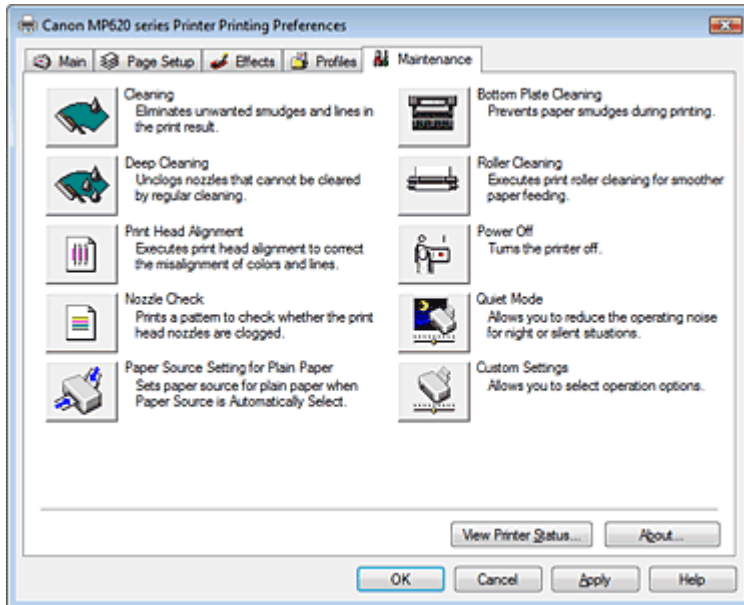 Canon MP620 series Printer Printing Preferences
Main
Page Setup
Effects
Profiles
Maintenance
Cleaning
Eliminates unwanted smudges and lines in
the print result.
Deep Cleaning
Unclogs nozzles that cannot be cleared
by regular cleaning.
Print Head Alignment
Executes print head alignment to correct
the misalignment of colors and lines.
Nozzle Check
Prints a pattern to check whether the print
head nozzles are clogged.
Paper Source Setting for Plain Paper
Sets paper source for plain paper when
Paper Source is Automatically Select.
Bottom Plate Cleaning
Prevents paper smudges during printing.
Roller Cleaning
Executes print roller cleaning for smoother
paper feeding.
Power Off
Turns the printer off.
Quiet Mode
Allows you to reduce the operating noise
for night or silent situations.
Custom Settings
Allows you to select operation options.
View Printer Status...
About...
OK
Cancel
Apply
Help